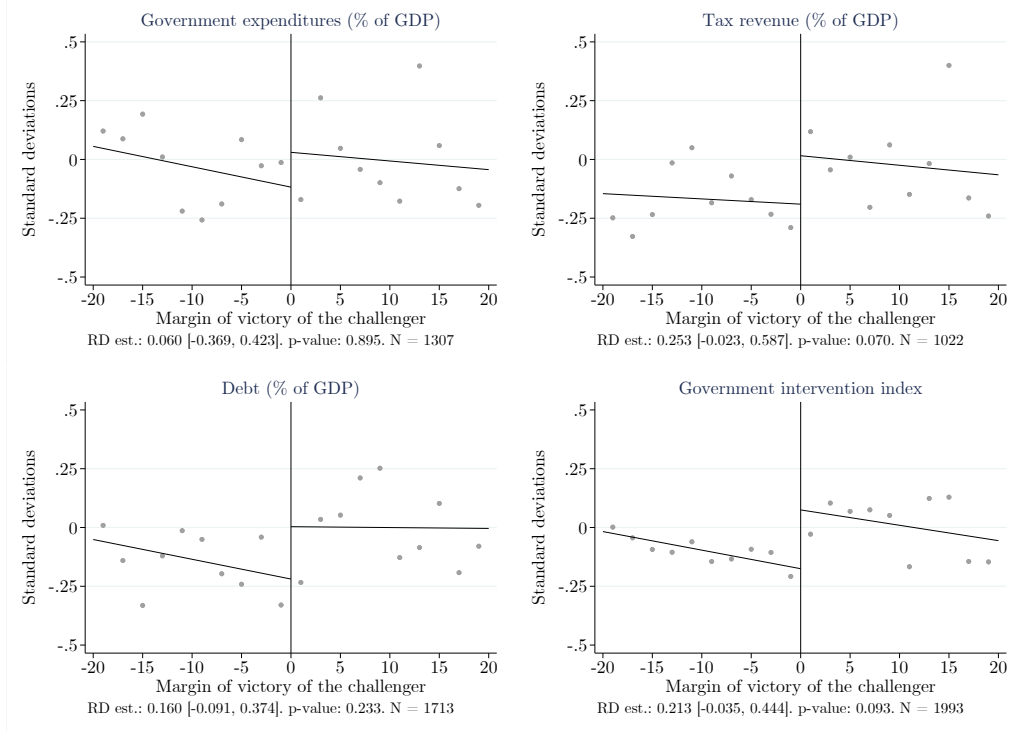 Government expenditures (% of GDP)
.5
.25
0
-.25
-.5
Standard deviations
-20 -15 -10 -5 0 5 10 15 20
Margin of victory of the challenger
RD est.: 0.060 [-0.369, 0.423]. p-value: 0.895. N = 1307
Tax revenue (% of GDP)
.5
.25
0
-.25
-.5
Standard deviations
-20 -15 -10 -5 0 5 10 15 20
Margin of victory of the challenger
RD est.: 0.253 [-0.023, 0.587]. p-value: 0.070. N = 1022
Debt (% of GDP)
.5
.25
0
-.25
-.5
Standard deviations
-20 -15 -10 -5 0 5 10 15 20
Margin of victory of the challenger
RD est.: 0.160 [-0.091, 0.374]. p-value: 0.233. N = 1713
Government intervention index
.5
.25
0
-.25
-.5
Standard deviations
-20 -15 -10 -5 0 5 10 15 20
Margin of victory of the challenger
RD est.: 0.213 [-0.035, 0.444]. p-value: 0.093. N = 1993